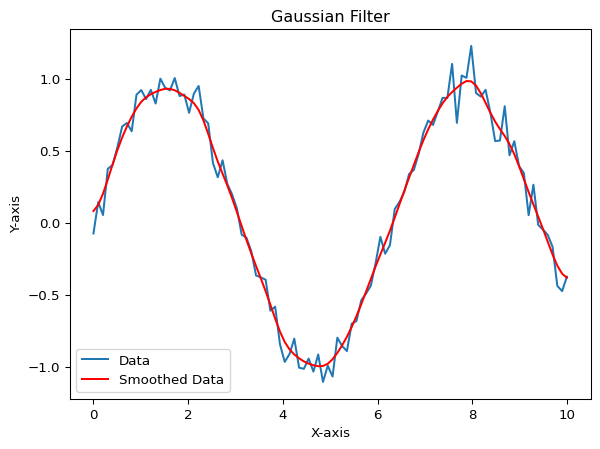 Gaussian Filter
Y-axis
1.0
0.5
0.0
−0.5
−1.0
Data
Smoothed Data
0 2 4 6 8 10
X-axis